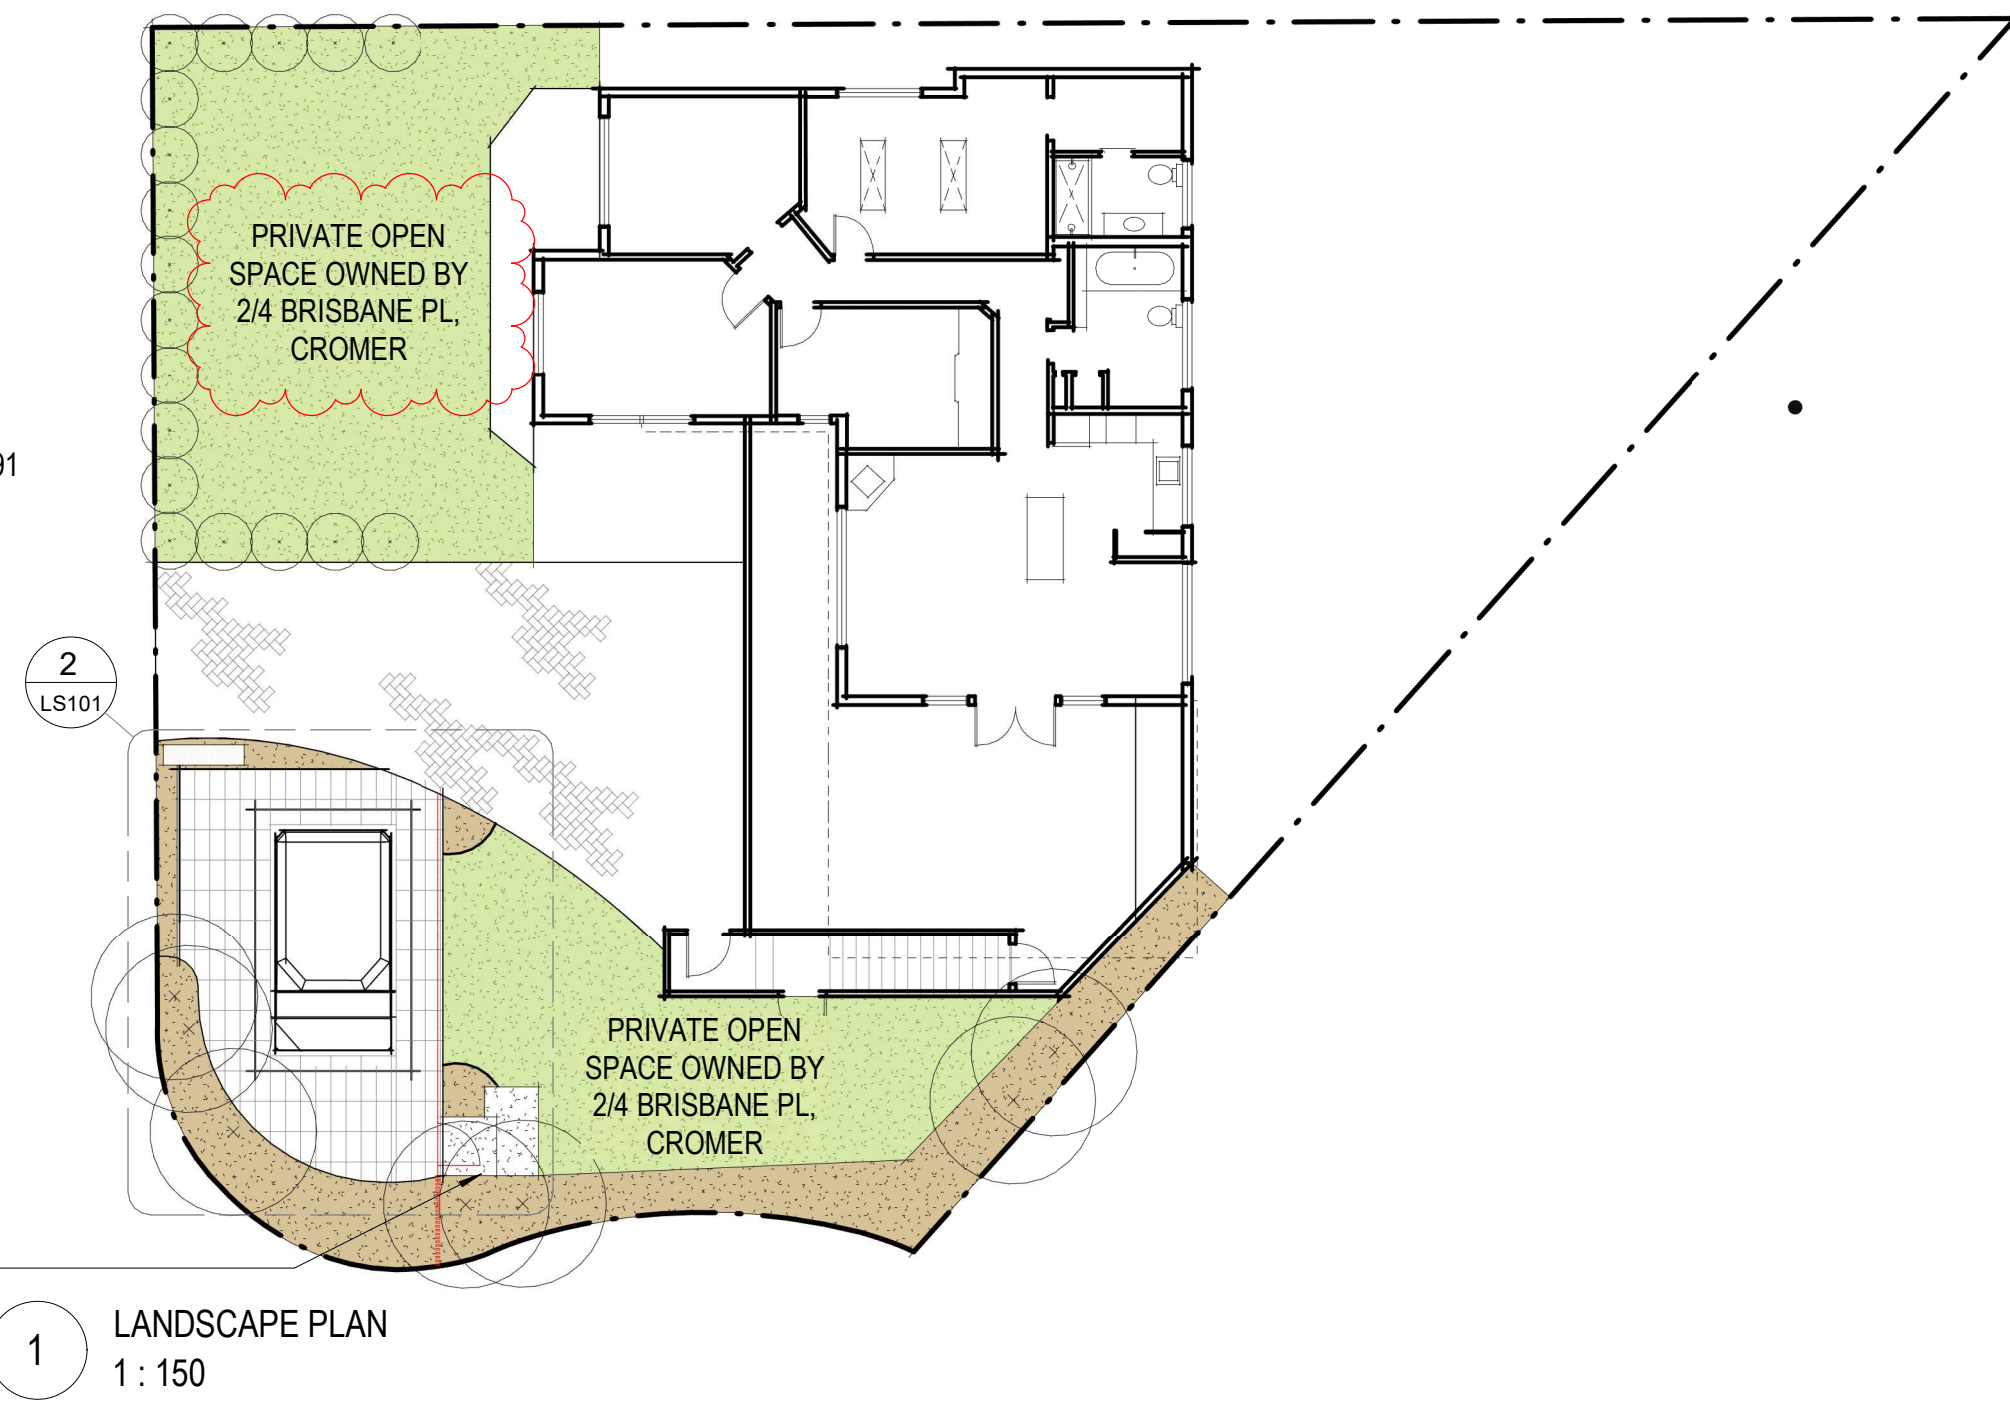 PRIVATE OPEN
SPACE OWNED BY
2/4 BRISBANE PL,
CROMER
91
2
LS101
PRIVATE OPEN
SPACE OWNED BY
2/4 BRISBANE PL,
CROMER
1
LANDSCAPE PLAN
1 : 150